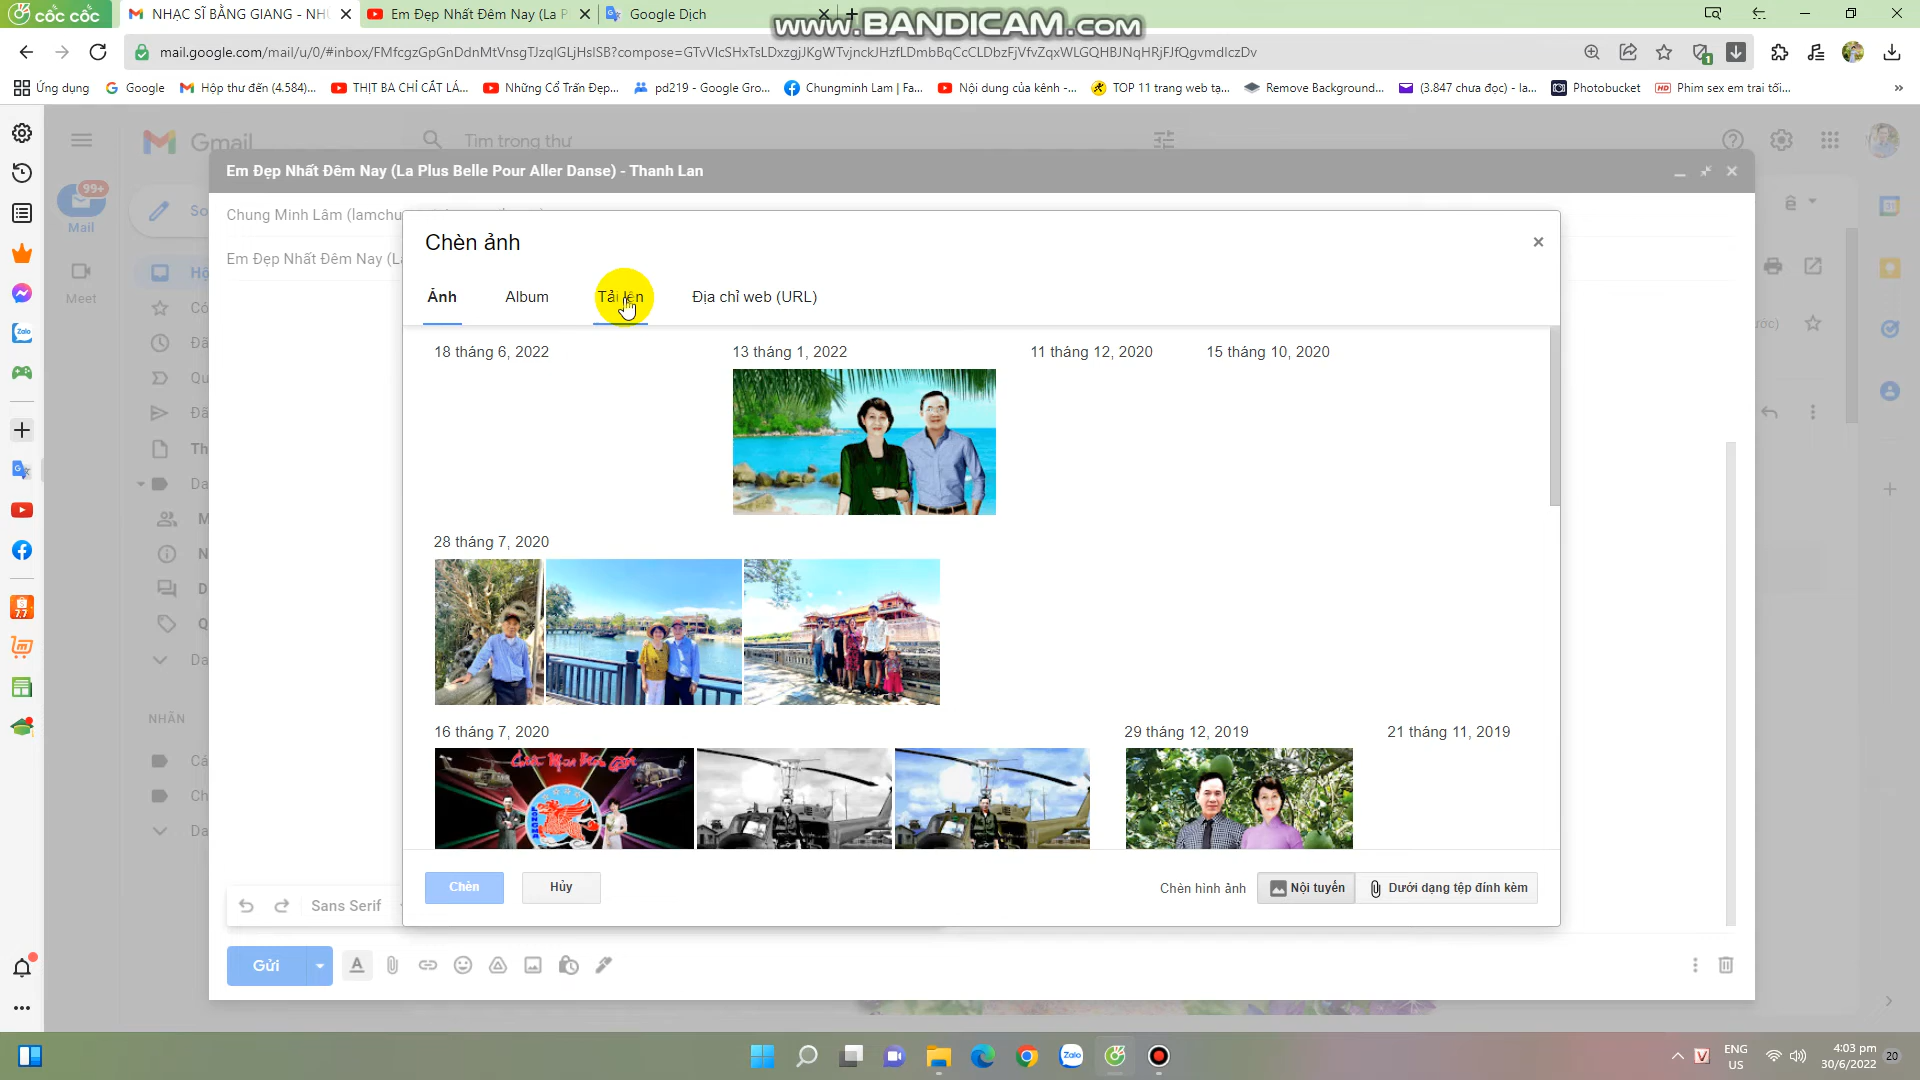 cốc cốc
NHẠC SĨ BẰNG GIANG - NHỮ
Em Đẹp Nhất Đêm Nay (La P
Google Dịch
www.BANDICAM.com
mail.google.com/mail/u/0/#inbox/FMfcgzGpGnDdnMtVnsgTJzqlGLjHslSB?compose=GTvVlcSHxTsLDxzgjJKgWTvjnckJHzfLDmbBqCcCLDbzFjVfvZqxWLGQHBJNqHRjFJfQgvmdlczDv
Ứng dụng
Google
Hộp thư đến (4.584)...
THỊT BA CHỈ CẮT LÁ...
Những Cổ Trấn Đẹp...
pd219 - Google Gro...
Chungminh Lam | Fa...
Nội dung của kênh -...
TOP 11 trang web tạ...
Remove Background...
(3.847 chưa đọc) - la...
Photobucket
Phim sex em trai tối...
Gmail
Tìm trong thư
99+
Mail
Meet
Em Đẹp Nhất Đêm Nay (La Plus Belle Pour Aller Danse) - Thanh Lan
Chung Minh Lâm (lamchu
Em Đẹp Nhất Đêm Nay (La
Chèn ảnh
Ảnh
Album
Tải lên
Địa chỉ web (URL)
18 tháng 6, 2022
13 tháng 1, 2022
11 tháng 12, 2020
15 tháng 10, 2020
28 tháng 7, 2020
16 tháng 7, 2020
29 tháng 12, 2019
21 tháng 11, 2019
NHÃN
Chèn
Hủy
Chèn hình ảnh
Nội tuyến
Dưới dạng tệp đính kèm
Sans Serif
Gửi
Zalo
ENG
US
4:03 pm
30/6/2022
20